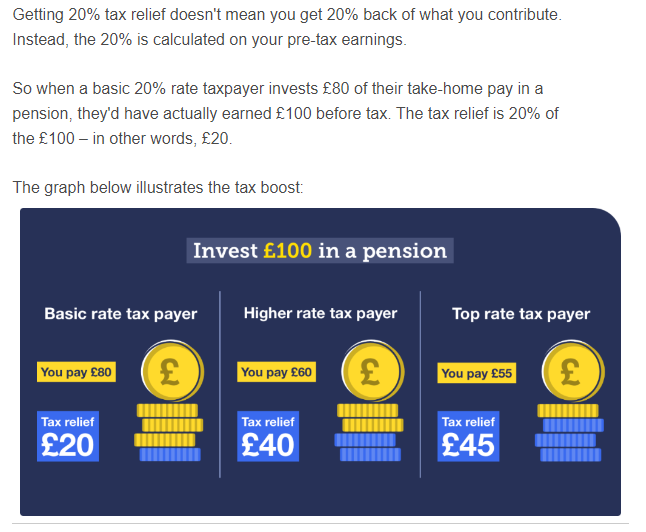 Getting 20% tax relief doesn't mean you get 20% back of what you contribute.
Instead, the 20% is calculated on your pre-tax earnings.
So when a basic 20% rate taxpayer invests £80 of their take-home pay in a
pension, they'd have actually earned £100 before tax. The tax relief is 20% of
the £100 – in other words, £20.
The graph below illustrates the tax boost:
Invest £100 in a pension
Basic rate tax payer
You pay £80
£
Tax relief
£20
Higher rate tax payer
You pay £60
£
Tax relief
£40
Top rate tax payer
You pay £55
£
Tax relief
£45